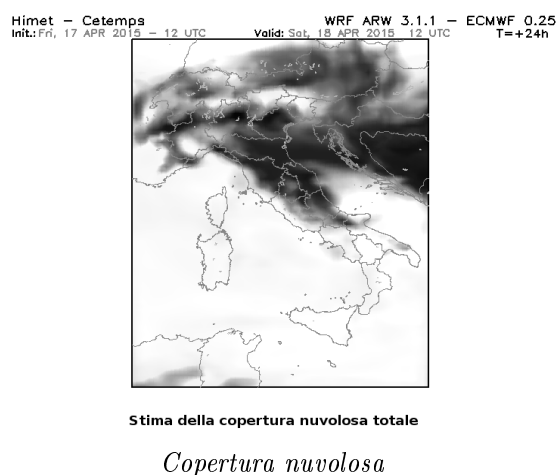 Himet – Cetemps WRF ARW 3.1.1 – ECMWF 0.25
Init.: Fri, 17 APR 2015 – 12 UTC Valid: Sat, 18 APR 2015 12 UTC T=+24h
Stima della copertura nuvolosa totale
Copertura nuvolosa